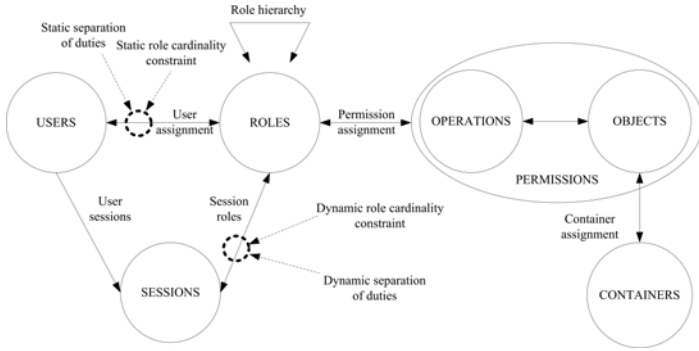 Role hierarchy
Static separation
of duties
Static role cardinality
constraint
USERS
User
assignment
ROLES
Permission
assignment
OPERATIONS
OBJECTS
PERMISSIONS
User
sessions
Session
roles
Dynamic role cardinality
constraint
Container
assignment
Dynamic separation
of duties
SESSIONS
CONTAINERS